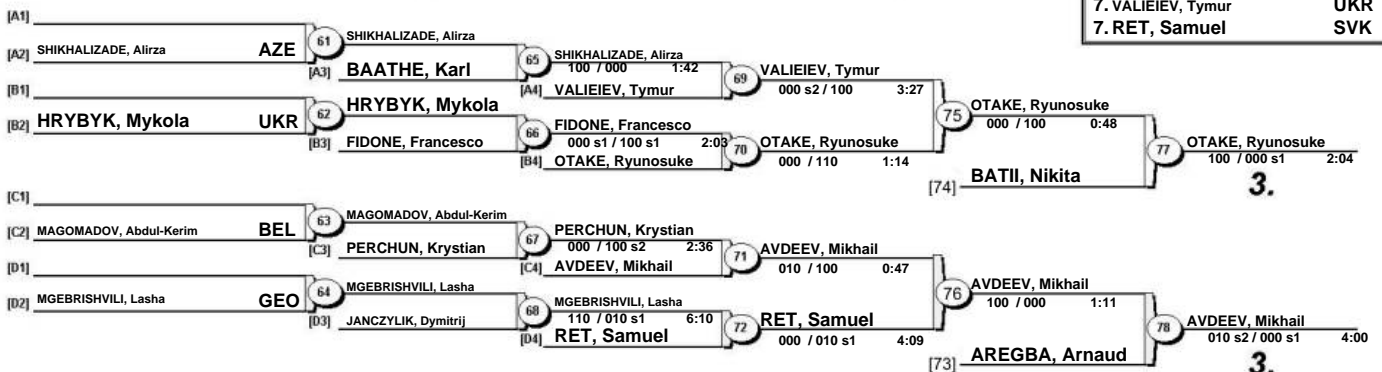 7. VALIEIEV, Tymur UKR
7. RET, Samuel SVK
[A1]
[A2] SHIKHALIZADE, Alirza AZE
61
SHIKHALIZADE, Alirza
[A3] BAATHE, Karl
65
SHIKHALIZADE, Alirza
100 / 000 1:42
[A4] VALIEIEV, Tymur
69
VALIEIEV, Tymur
000 s2 / 100 3:27
[B1]
[B2] HRYBYK, Mykola UKR
62
HRYBYK, Mykola
[B3] FIDONE, Francesco
66
FIDONE, Francesco
000 s1 / 100 s1 2:03
[B4] OTAKE, Ryunosuke
70
OTAKE, Ryunosuke
000 / 110 1:14
75
OTAKE, Ryunosuke
000 / 100 0:48
[74] BATII, Nikita
77
OTAKE, Ryunosuke
100 / 000 s1 2:04
3.
[C1]
[C2] MAGOMADOV, Abdul-Kerim BEL
63
MAGOMADOV, Abdul-Kerim
[C3] PERCHUN, Krystian
67
PERCHUN, Krystian
000 / 100 s2 2:36
[C4] AVDEEV, Mikhail
71
AVDEEV, Mikhail
010 / 100 0:47
[D1]
[D2] MGEBRISHVILI, Lasha GEO
64
MGEBRISHVILI, Lasha
[D3] JANCZYLIK, Dymitrij
68
MGEBRISHVILI, Lasha
110 / 010 s1 6:10
[D4] RET, Samuel
72
RET, Samuel
000 / 010 s1 4:09
76
AVDEEV, Mikhail
100 / 000 1:11
[73] AREGBA, Arnaud
78
AVDEEV, Mikhail
010 s2 / 000 s1 4:00
3.